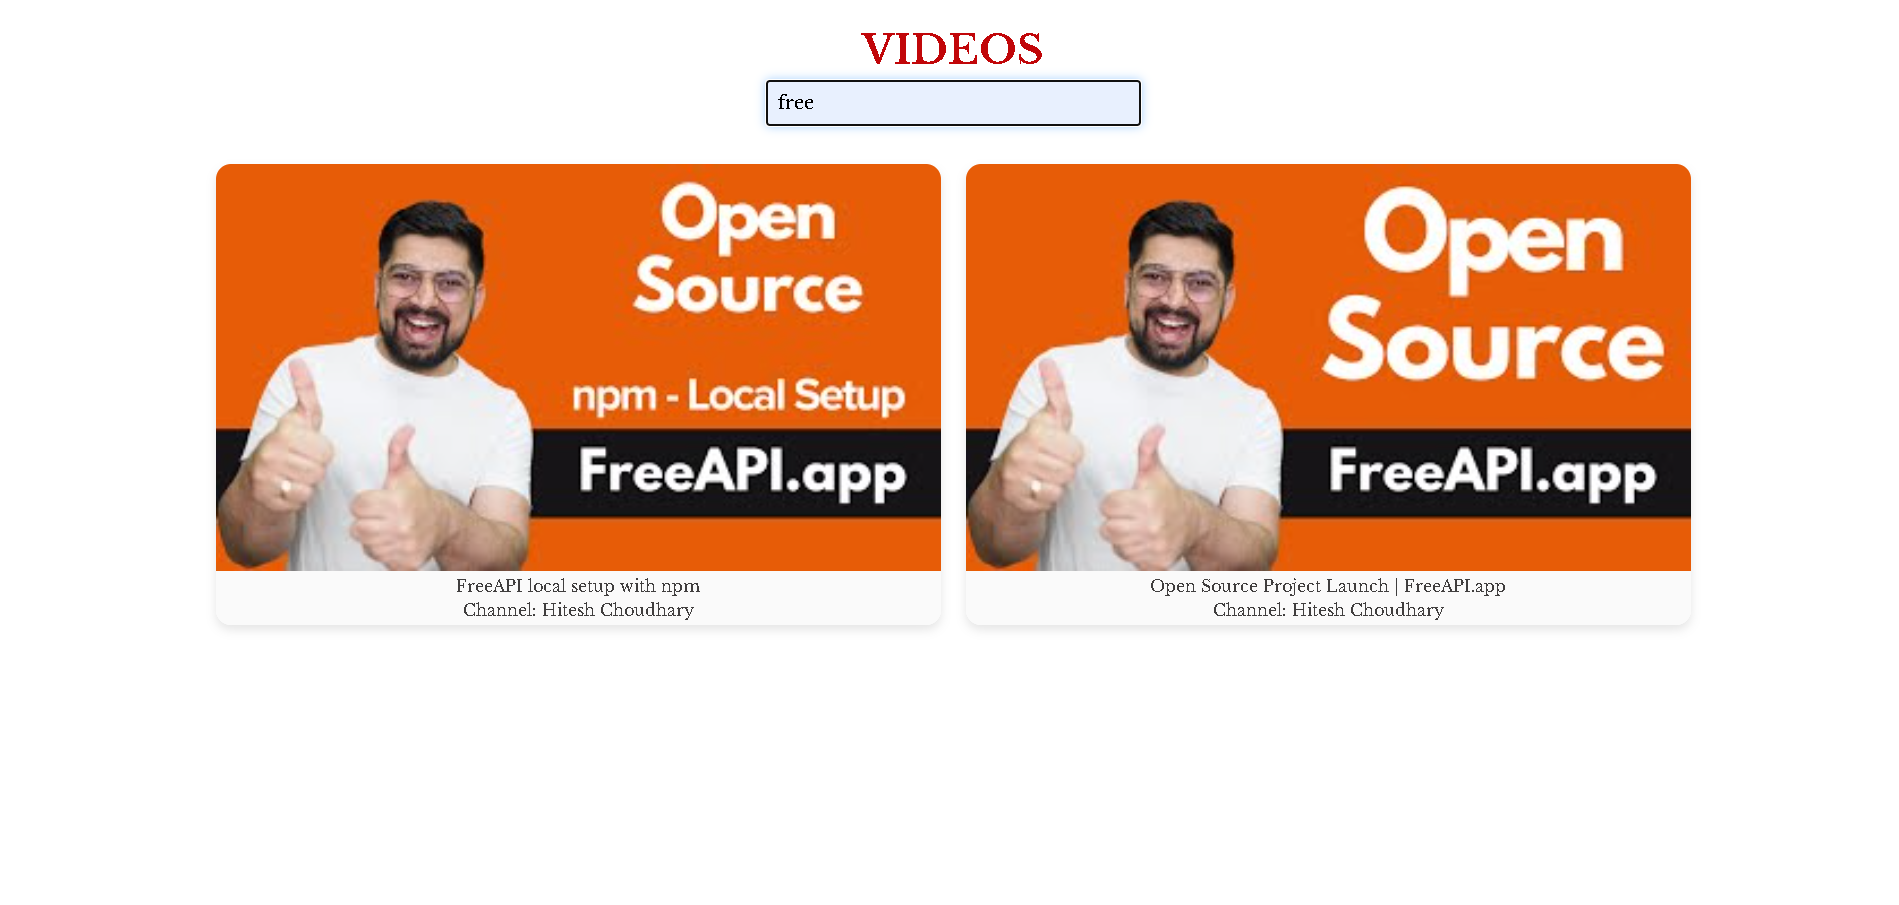 VIDEOS
free
Open
Source
npm - Local Setup
FreeAPI.app
FreeAPI local setup with npm
Channel: Hitesh Choudhary
Open
Source
FreeAPI.app
Open Source Project Launch | FreeAPI.app
Channel: Hitesh Choudhary